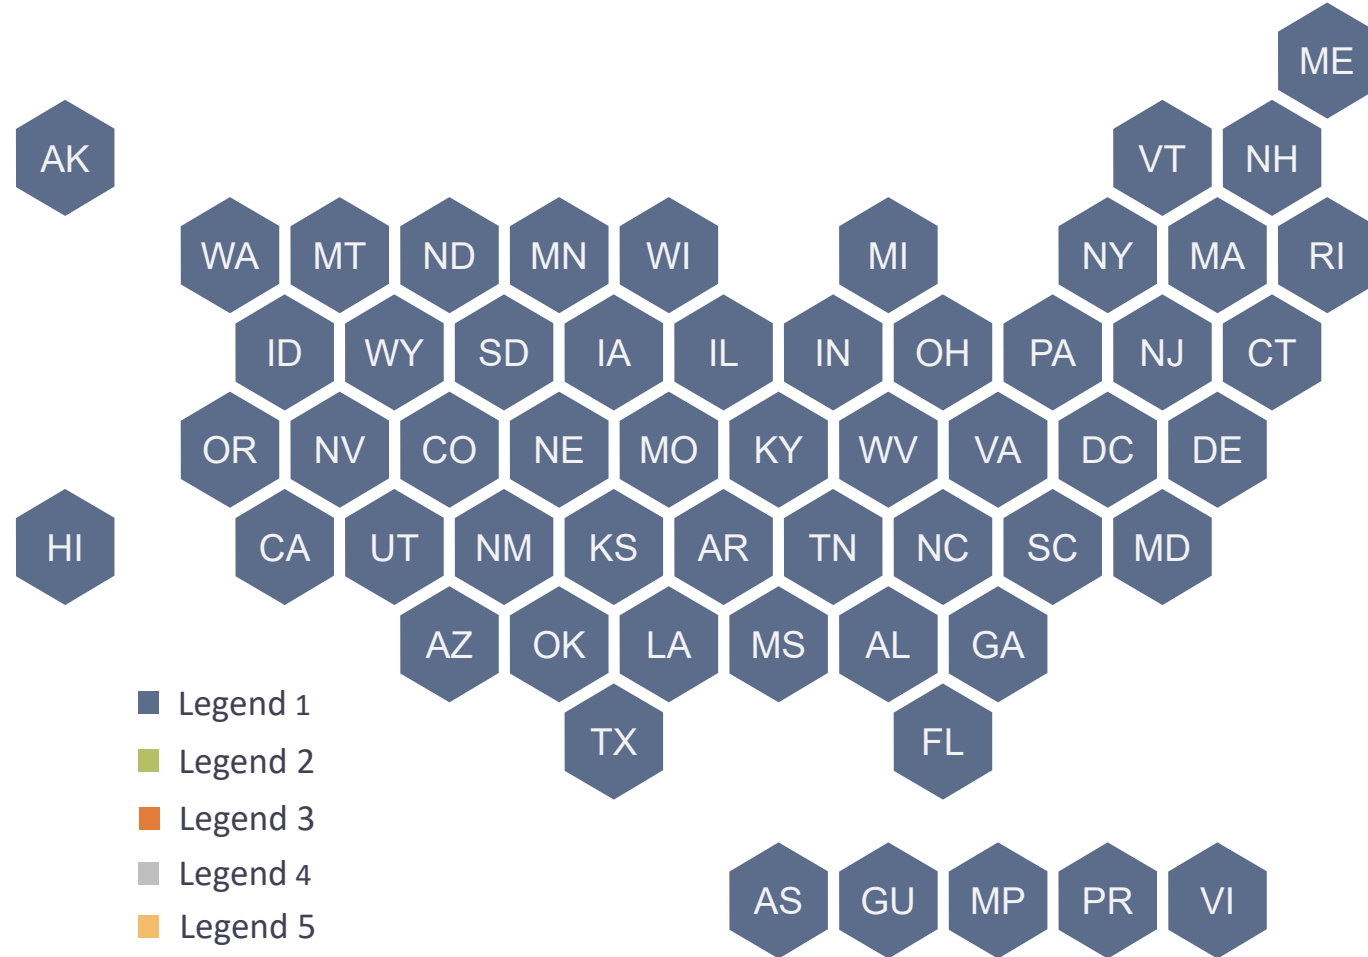 ME
AK VT NH
WA MT ND MN WI MI NY MA RI
ID WY SD IA IL IN OH PA NJ CT
OR NV CO NE MO KY WV VA DC DE
HI CA UT NM KS AR TN NC SC MD
AZ OK LA MS AL GA
Legend 1
TX FL
Legend 2
Legend 3
Legend 4
AS GU MP PR VI
Legend 5